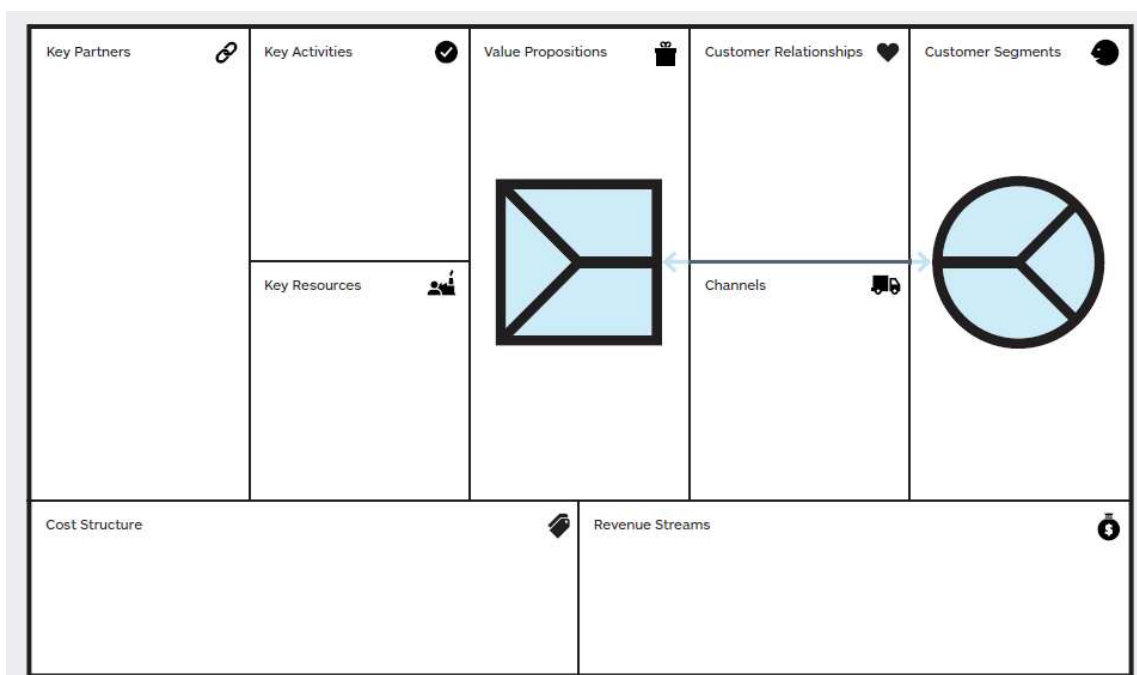 Key Partners
Key Activities
Value Propositions
Customer Relationships
Customer Segments
Key Resources
Channels
Cost Structure
Revenue Streams
$